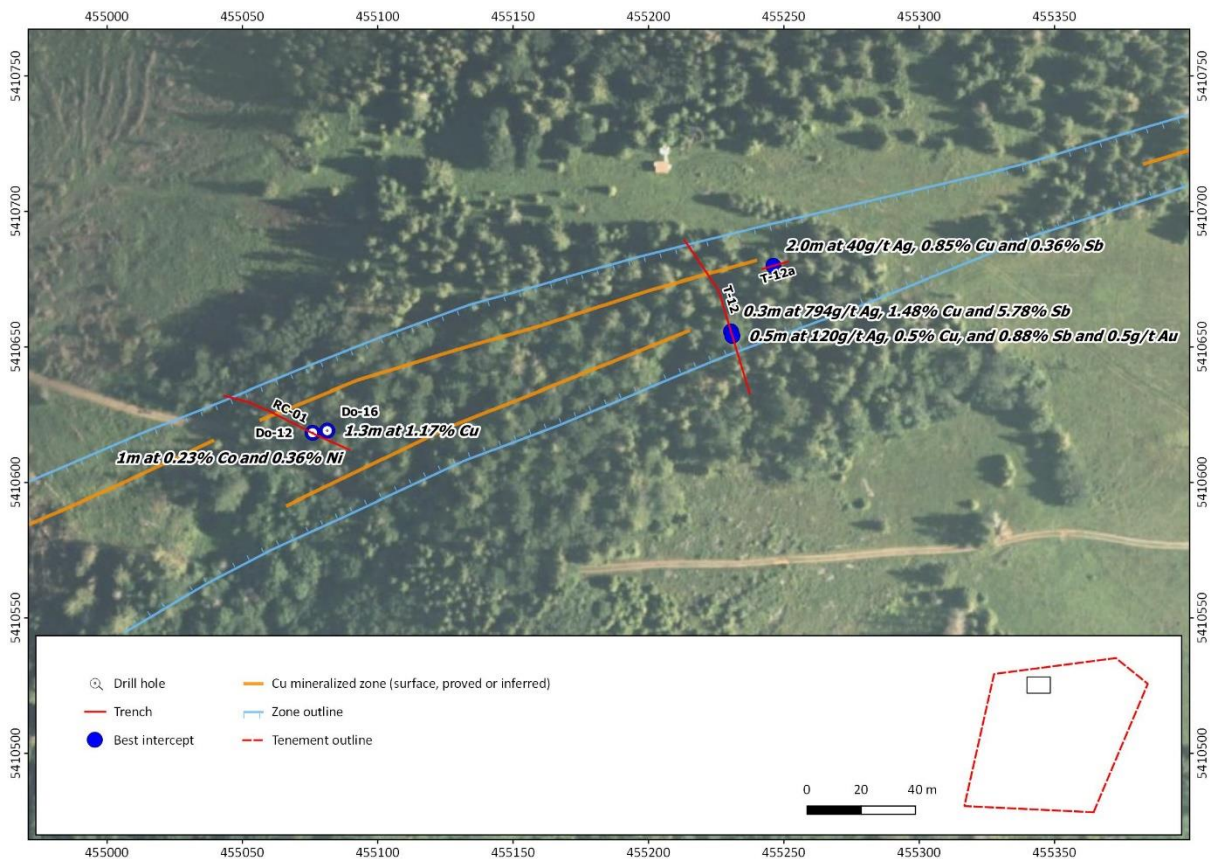 455000 455050 455100 455150 455200 455250 455300 455350
5410750 5410750
5410700 5410700
2.0m at 40g/t Ag, 0.85% Cu and 0.36% Sb
T-12a
T-12
0.3m at 794g/t Ag, 1.48% Cu and 5.78% Sb
0.5m at 120g/t Ag, 0.5% Cu, and 0.88% Sb and 0.5g/t Au
5410650 5410650
RC-01
Do-16
Do-12
1.3m at 1.17% Cu
1m at 0.23% Co and 0.36% Ni
5410600 5410600
5410550 5410550
Drill hole
Trench
Best intercept
Cu mineralized zone (surface, proved or inferred)
Zone outline
Tenement outline
5410500 5410500
0 20 40 m
455000 455050 455100 455150 455200 455250 455300 455350